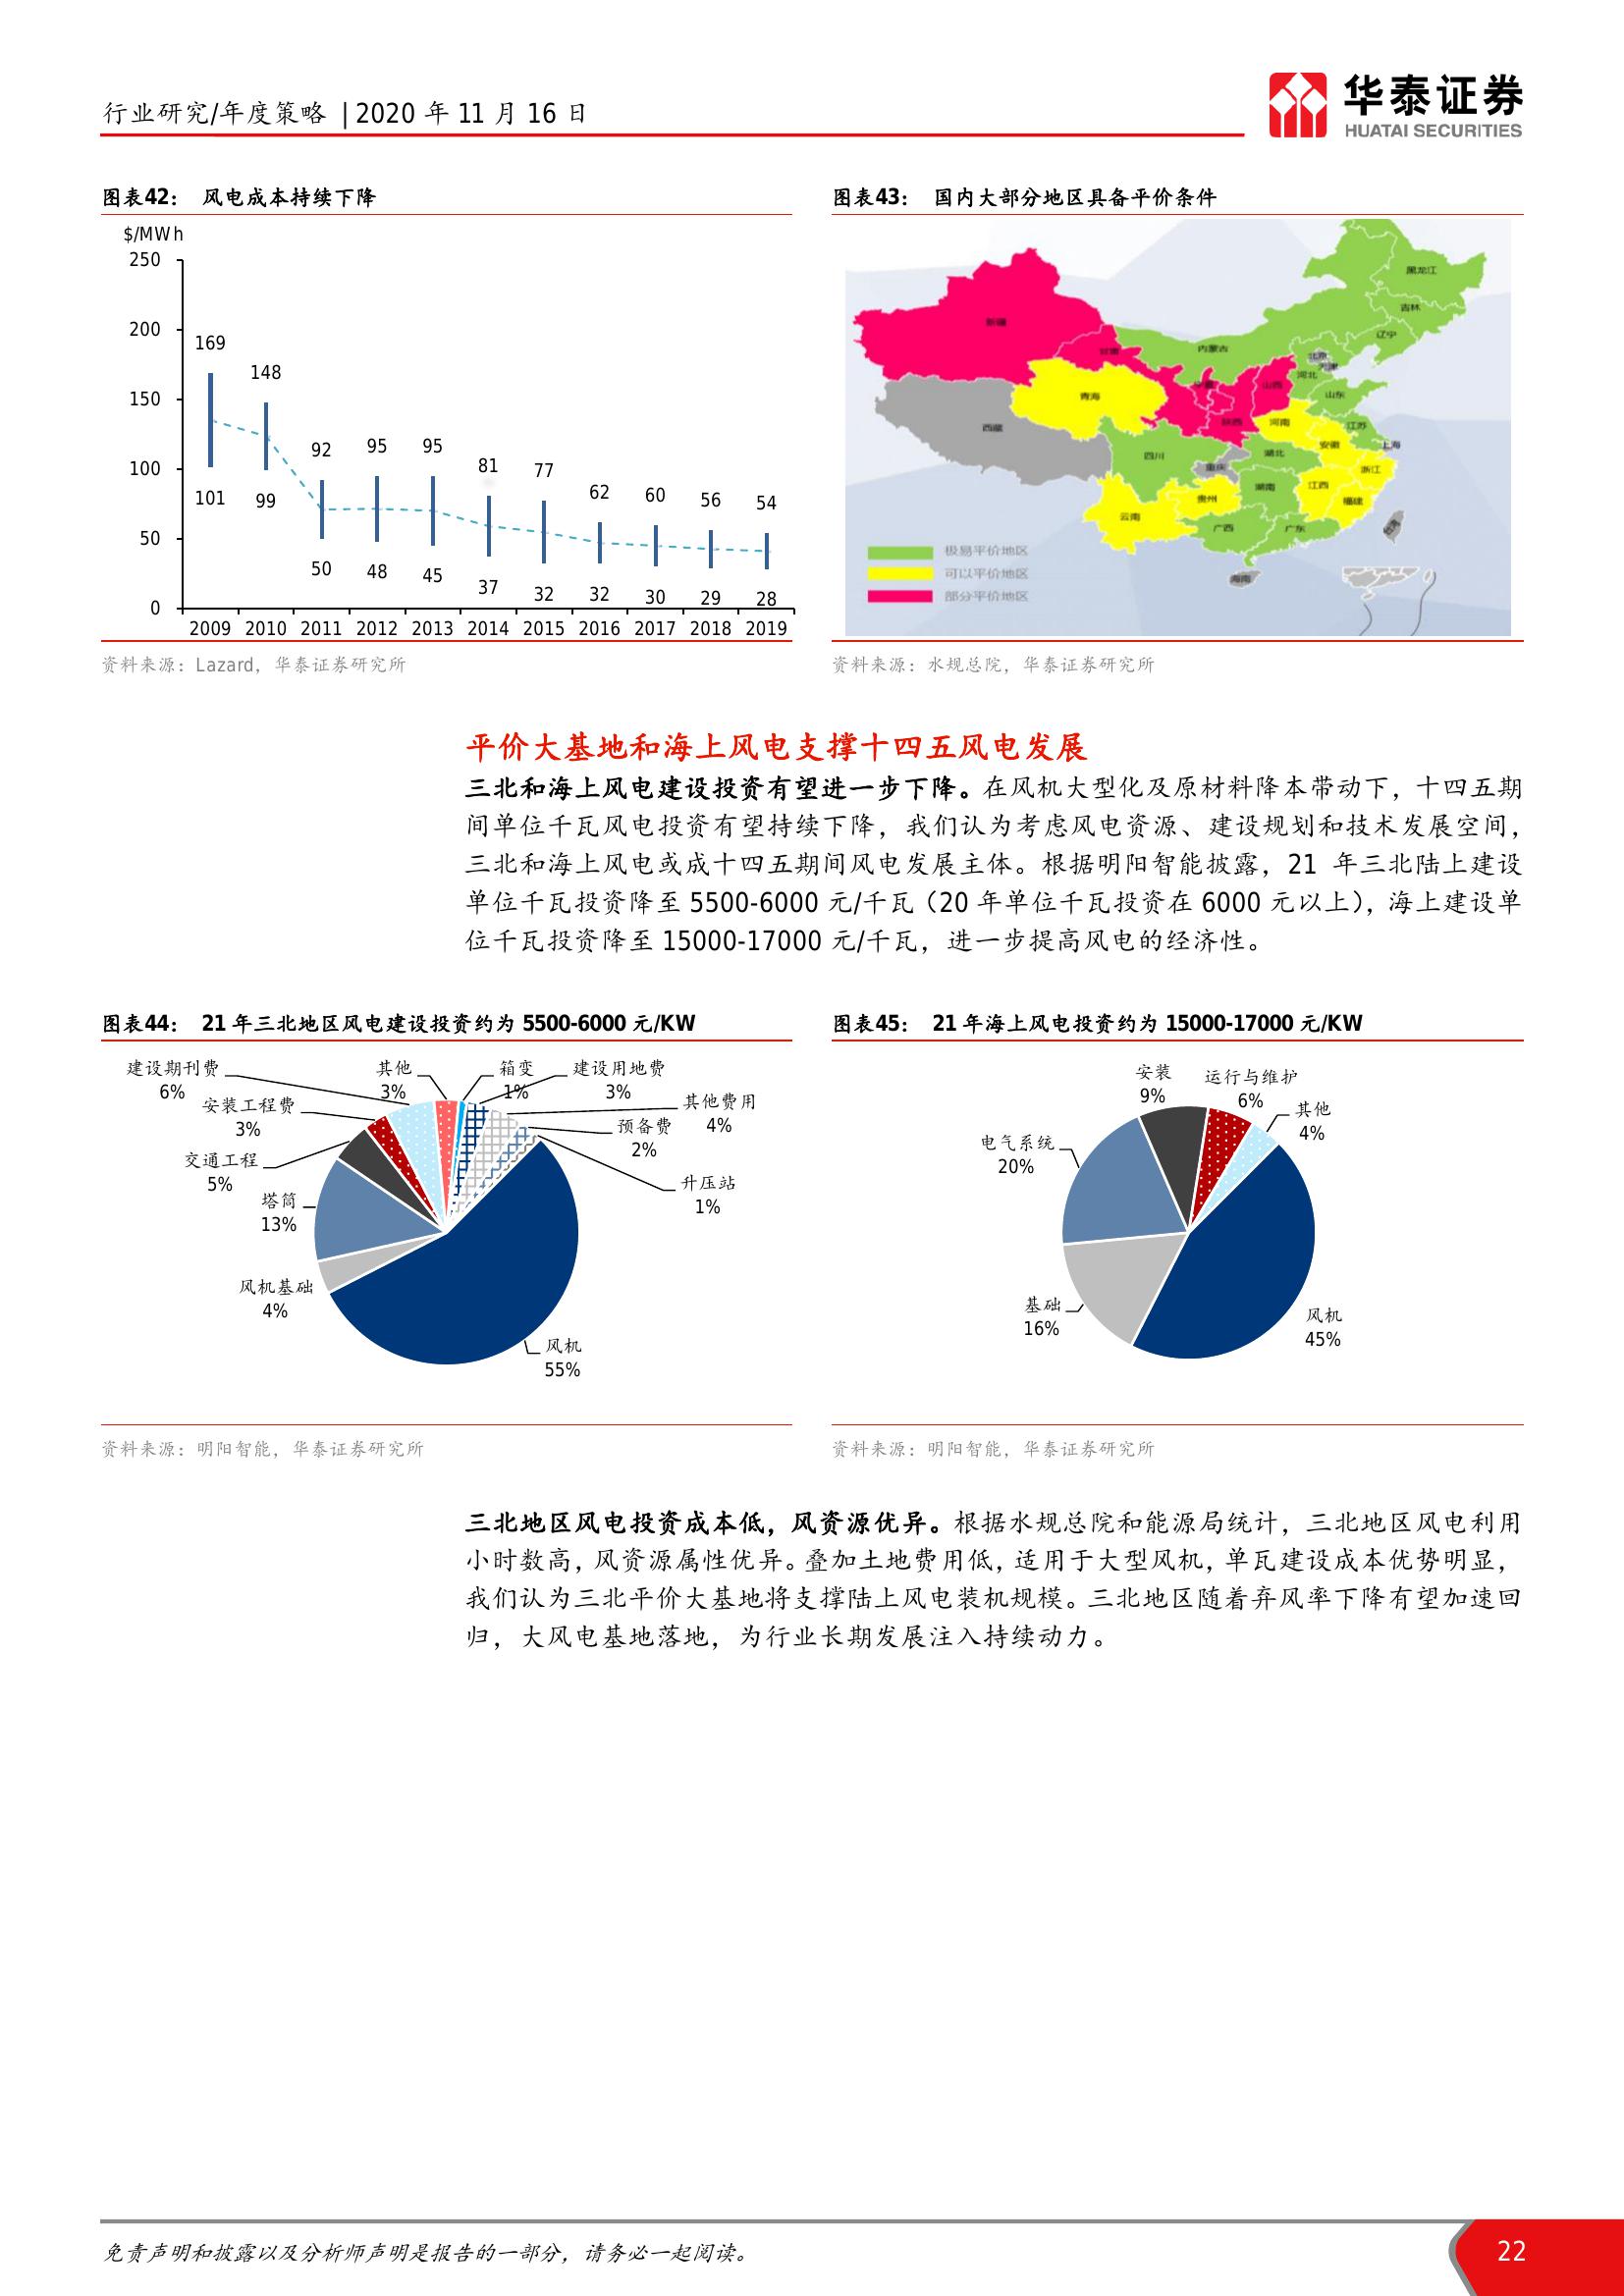 行业研究/年度策略 | 2020 年 11 月 16 日
华泰证券
HUATAI SECURITIES
图表42： 风电成本持续下降
$/MWh
250
200
150
100
50
0
169
148
92
95
95
81
77
62
60
56
54
101
99
50
48
45
37
32
32
30
29
28
2009 2010 2011 2012 2013 2014 2015 2016 2017 2018 2019
资料来源：Lazard，华泰证券研究所
图表43： 国内大部分地区具备平价条件
黑龙江
吉林
辽宁
新疆
甘肃
内蒙古
北京
天津
河北
山西
山东
青海
陕西
河南
江苏
西藏
安徽
上海
四川
重庆
湖北
浙江
湖南
江西
贵州
福建
云南
广西
广东
海南
极易平价地区
可以平价地区
部分平价地区
资料来源：水规总院，华泰证券研究所
平价大基地和海上风电支撑十四五风电发展
三北和海上风电建设投资有望进一步下降。在风机大型化及原材料降本带动下，十四五期
间单位千瓦风电投资有望持续下降，我们认为考虑风电资源、建设规划和技术发展空间，
三北和海上风电或成十四五期间风电发展主体。根据明阳智能披露，21 年三北陆上建设
单位千瓦投资降至 5500-6000 元/千瓦（20 年单位千瓦投资在 6000 元以上），海上建设单
位千瓦投资降至 15000-17000 元/千瓦，进一步提高风电的经济性。
图表44： 21 年三北地区风电建设投资约为 5500-6000 元/KW
建设期刊费
6%
其他
3%
箱变
1%
建设用地费
3%
安装工程费
3%
其他费用
4%
预备费
2%
交通工程
5%
升压站
1%
塔筒
13%
风机基础
4%
风机
55%
资料来源：明阳智能，华泰证券研究所
图表45： 21 年海上风电投资约为 15000-17000 元/KW
安装
9%
运行与维护
6%
其他
4%
电气系统
20%
基础
16%
风机
45%
资料来源：明阳智能，华泰证券研究所
三北地区风电投资成本低，风资源优异。根据水规总院和能源局统计，三北地区风电利用
小时数高，风资源属性优异。叠加土地费用低，适用于大型风机，单瓦建设成本优势明显，
我们认为三北平价大基地将支撑陆上风电装机规模。三北地区随着弃风率下降有望加速回
归，大风电基地落地，为行业长期发展注入持续动力。
免责声明和披露以及分析师声明是报告的一部分，请务必一起阅读。
22